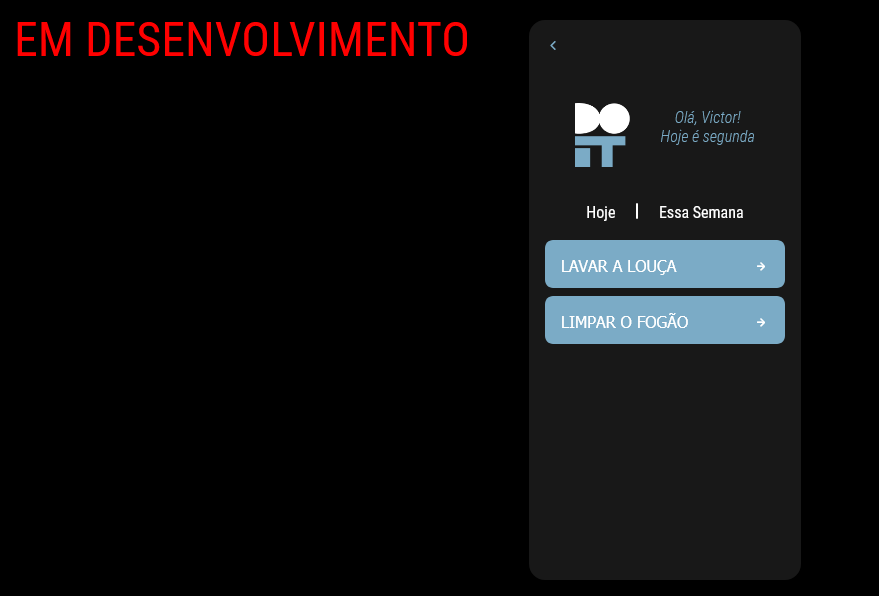 EM DESENVOLVIMENTO
DO
IT
Olá, Victor!
Hoje é segunda
Hoje | Essa Semana
LAVAR A LOUÇA
LIMPAR O FOGÃO